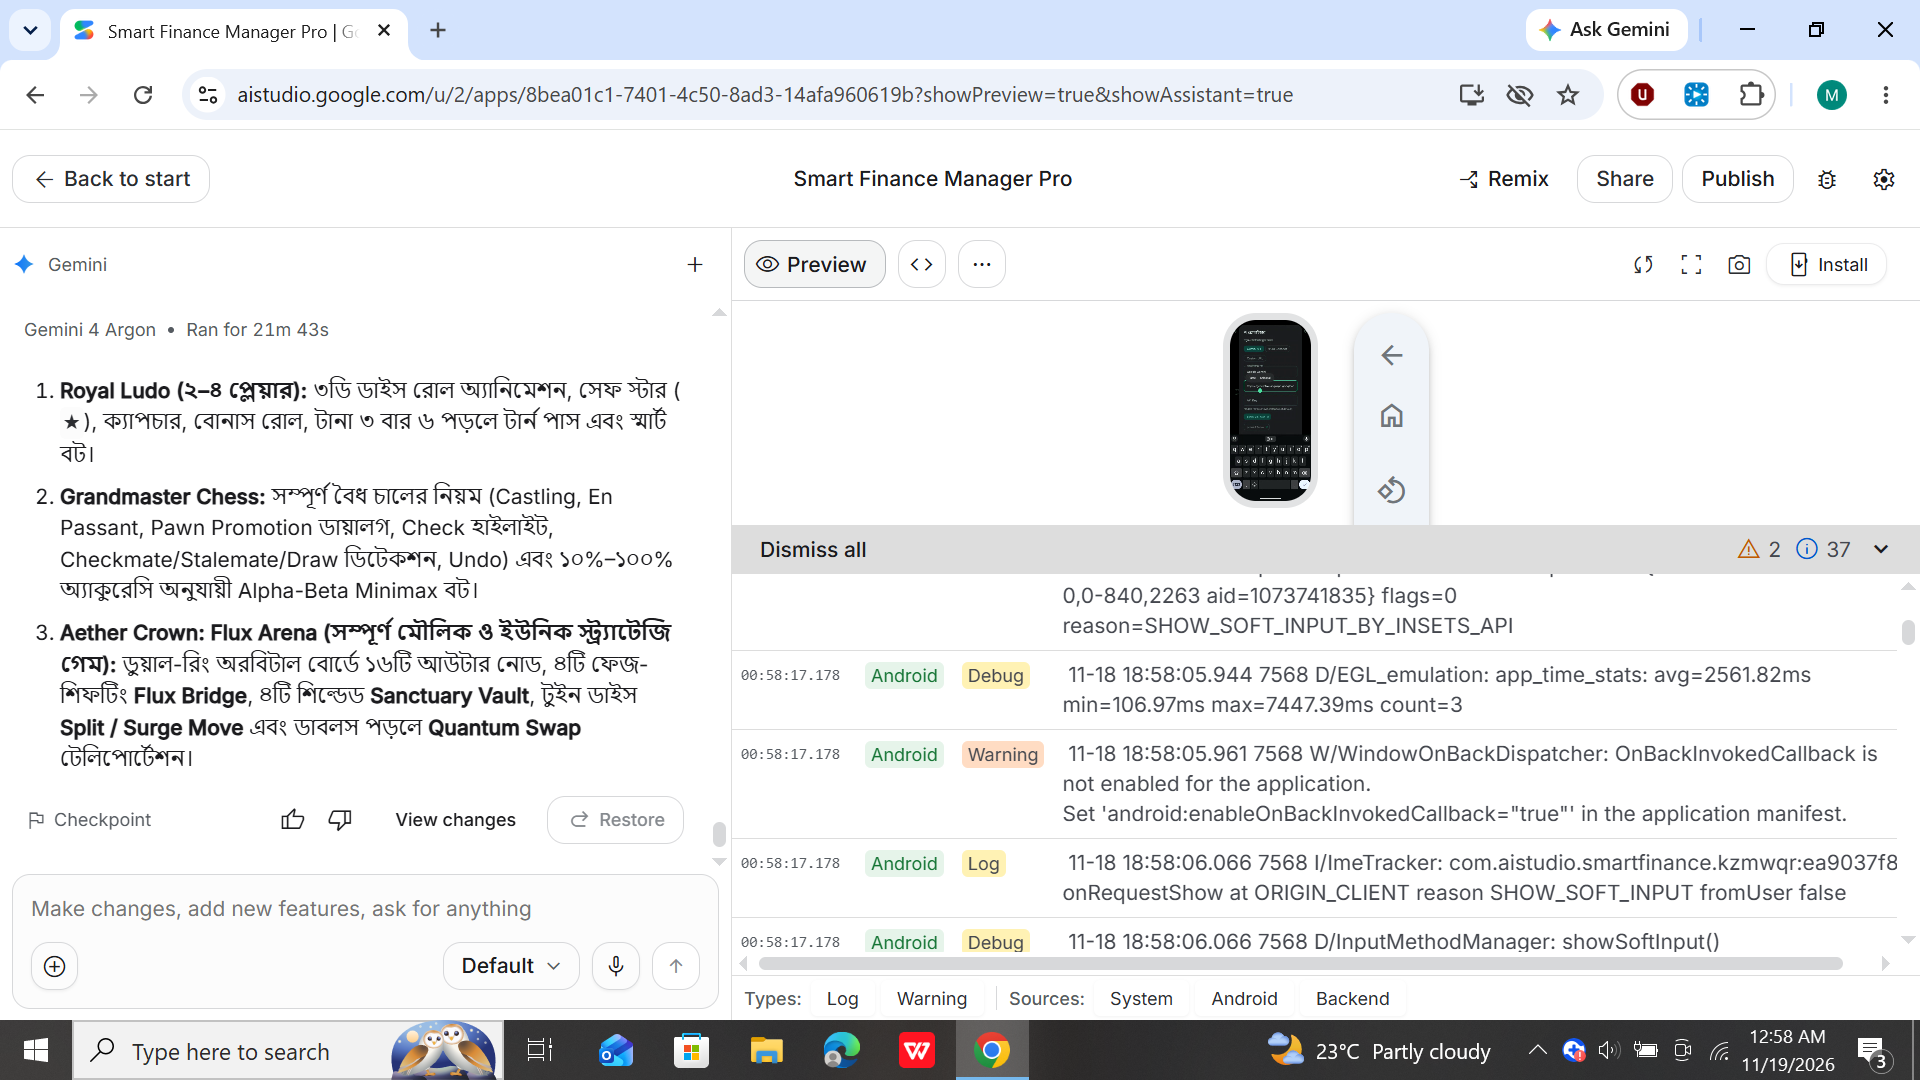 Smart Finance Manager Pro | Go
Ask Gemini
aistudio.google.com/u/2/apps/8bea01c1-7401-4c50-8ad3-14afa960619b?showPreview=true&showAssistant=true
M
Back to start
Smart Finance Manager Pro
Remix
Share
Publish
Gemini
Preview
Install
Gemini 4 Argon • Ran for 21m 43s
1. Royal Ludo (২–৪ প্লেয়ার): ৩ডি ডাইস রোল অ্যানিমেশন, সেফ স্টার (
★), ক্যাপচার, বোনাস রোল, টানা ৩ বার ৬ পড়লে টার্ন পাস এবং স্মার্ট
বট।
2. Grandmaster Chess: সম্পূর্ণ বৈধ চালের নিয়ম (Castling, En
Passant, Pawn Promotion ডায়ালগ, Check হাইলাইট,
Checkmate/Stalemate/Draw ডিটেকশন, Undo) এবং ১০%–১০০%
অ্যাকুরেসি অনুযায়ী Alpha-Beta Minimax বট।
3. Aether Crown: Flux Arena (সম্পূর্ণ মৌলিক ও ইউনিক স্ট্র্যাটেজি
গেম): ডুয়াল-রিং অরবিটাল বোর্ডে ১৬টি আউটার নোড, ৪টি ফেজ-
শিফটিং Flux Bridge, ৪টি শিল্ডেড Sanctuary Vault, টুইন ডাইস
Split / Surge Move এবং ডাবলস পড়লে Quantum Swap
টেলিপোর্টেশন।
Checkpoint
View changes
Restore
Make changes, add new features, ask for anything
Default
Dismiss all
2
37
0,0-840,2263 aid=1073741835} flags=0
reason=SHOW_SOFT_INPUT_BY_INSETS_API
00:58:17.178 Android Debug 11-18 18:58:05.944 7568 D/EGL_emulation: app_time_stats: avg=2561.82ms
min=106.97ms max=7447.39ms count=3
00:58:17.178 Android Warning 11-18 18:58:05.961 7568 W/WindowOnBackDispatcher: OnBackInvokedCallback is
not enabled for the application.
Set 'android:enableOnBackInvokedCallback="true"' in the application manifest.
00:58:17.178 Android Log 11-18 18:58:06.066 7568 I/ImeTracker: com.aistudio.smartfinance.kzmwqr:ea9037f8
onRequestShow at ORIGIN_CLIENT reason SHOW_SOFT_INPUT fromUser false
00:58:17.178 Android Debug 11-18 18:58:06.066 7568 D/InputMethodManager: showSoftInput()
Types: Log Warning Sources: System Android Backend
Type here to search
23°C Partly cloudy
12:58 AM
11/19/2026
3